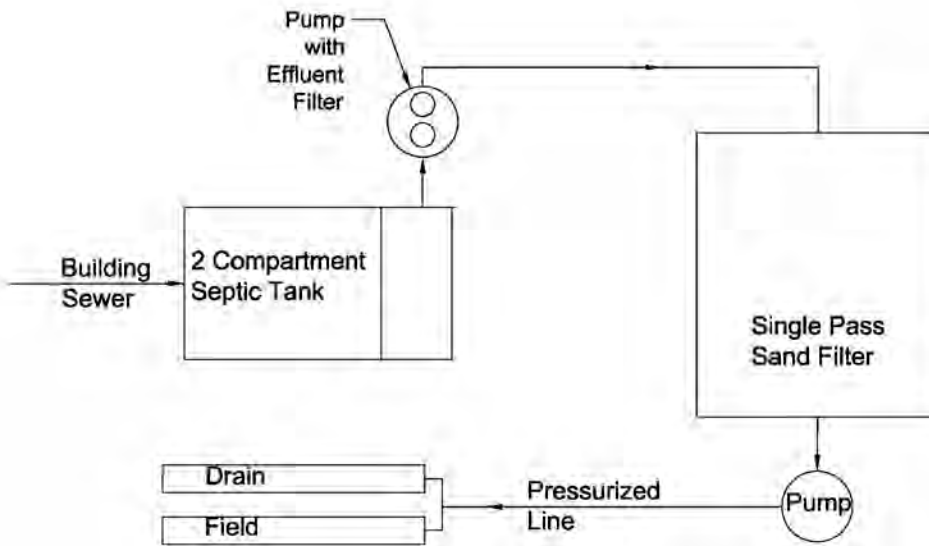 Pump
with
Effluent
Filter
Building
Sewer
2 Compartment
Septic Tank
Single Pass
Sand Filter
Drain
Field
Pressurized
Line
Pump